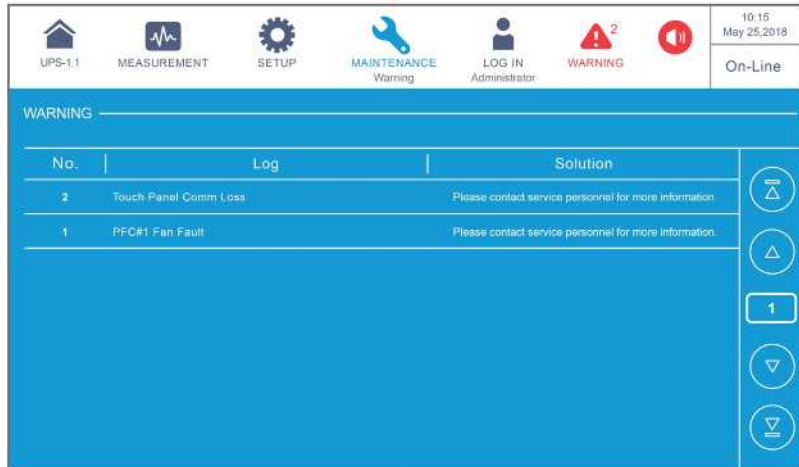 2
10:15
May 25,2018
UPS-1.1 MEASUREMENT SETUP MAINTENANCE LOG IN WARNING On-Line
Warning Administrator
WARNING
No. Log Solution
2 Touch Panel Comm Loss Please contact service personnel for more information.
1 PFC#1 Fan Fault Please contact service personnel for more information.
1